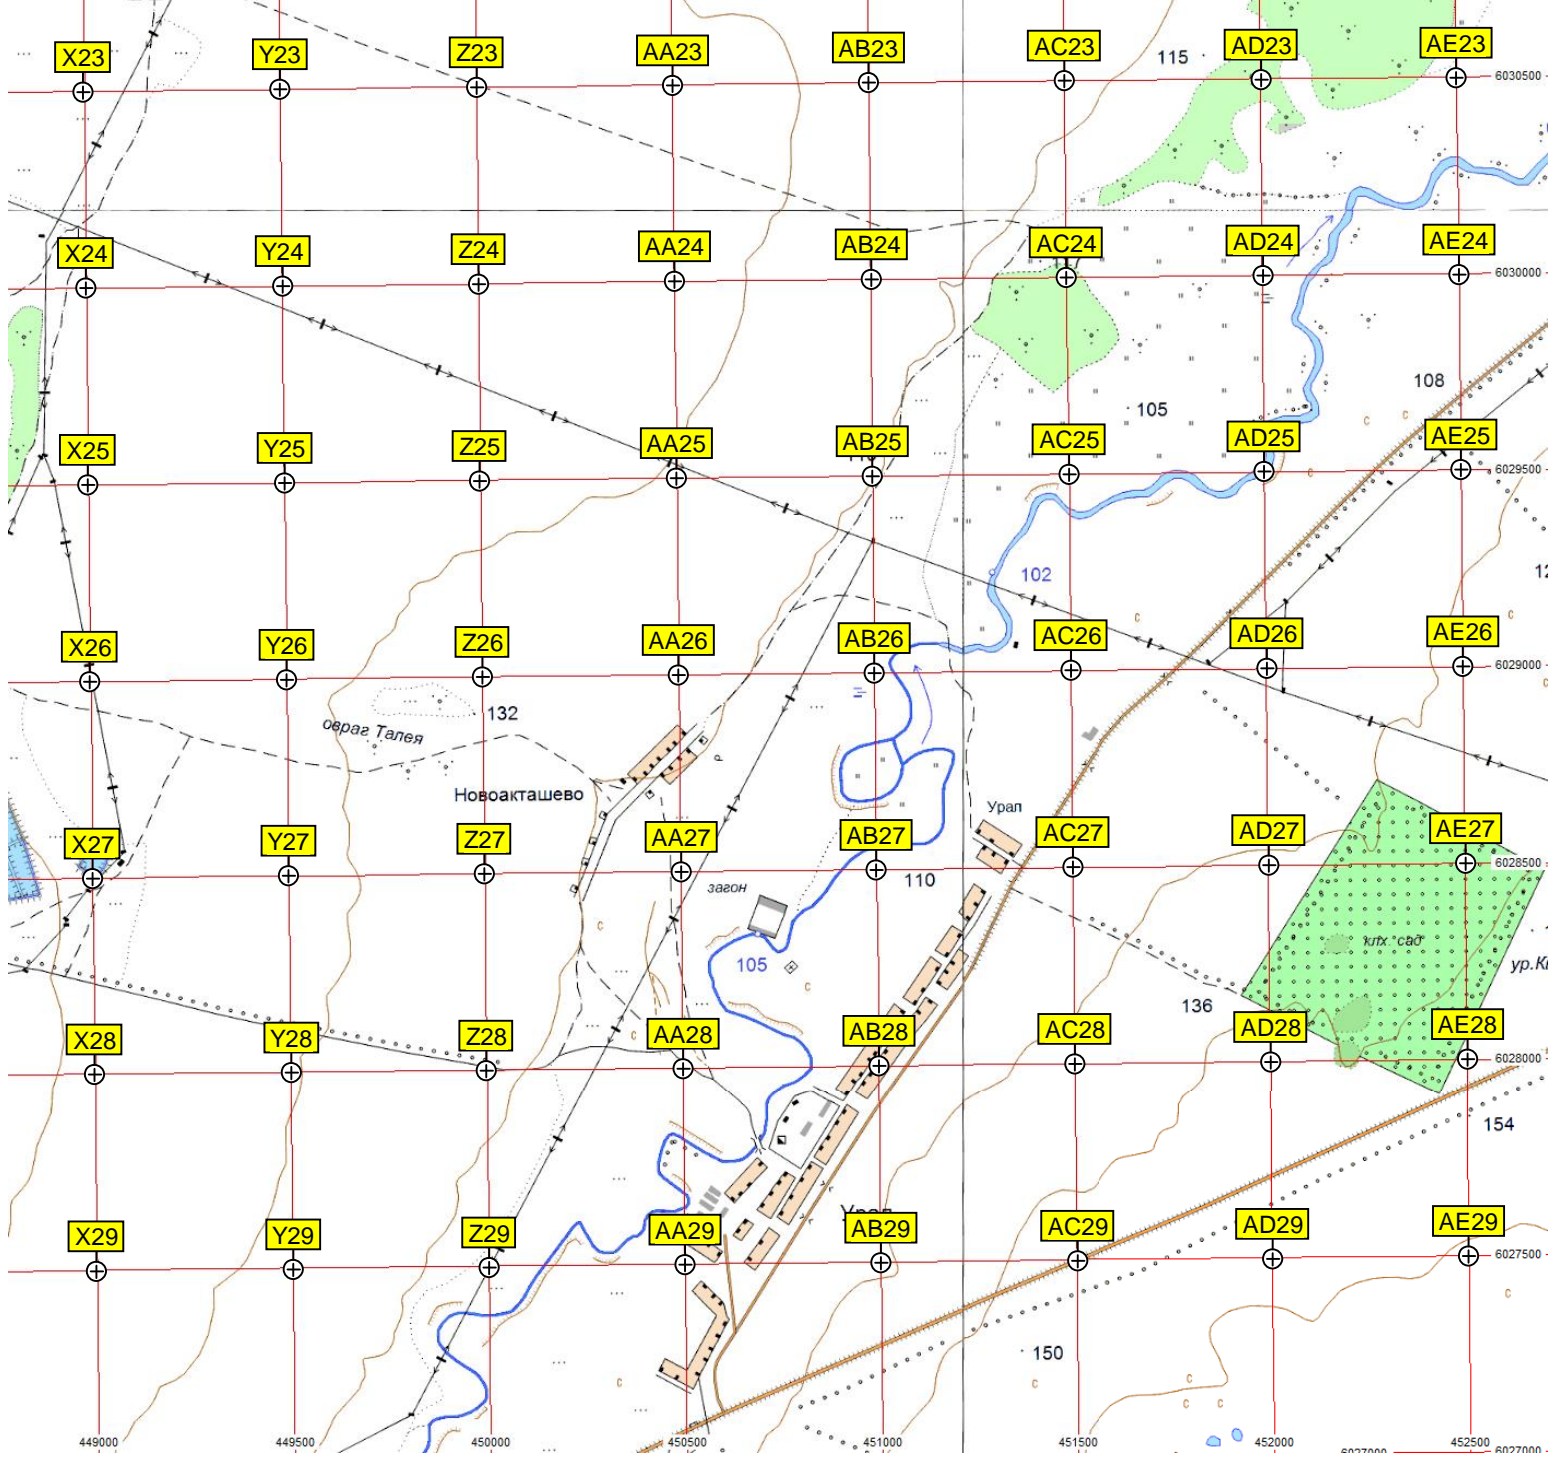 X23 Y23 Z23 AA23 AB23 AC23 115 AD23 AE23
6030500
X24 Y24 Z24 AA24 AB24 AC24 AD24 AE24
6030000
108
105
X25 Y25 Z25 AA25 AB25 AC25 AD25 AE25
6029500
102
X26 Y26 Z26 AA26 AB26 AC26 AD26 AE26
6029000
132
овраг Талея
Новоакташево
Урал
X27 Y27 Z27 AA27 AB27 AC27 AD27 AE27
6028500
загон
110
клх. сад
105
136
X28 Y28 Z28 AA28 AB28 AC28 AD28 AE28
6028000
154
Урал
X29 Y29 Z29 AA29 AB29 AC29 AD29 AE29
6027500
150
449000 449500 450000 450500 451000 451500 452000 452500
6027000 6027000